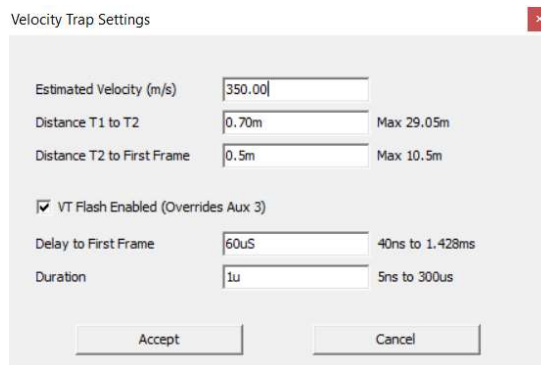 Velocity Trap Settings
Estimated Velocity (m/s) 350.00
Distance T1 to T2 0.70m Max 29.05m
Distance T2 to First Frame 0.5m Max 10.5m
VT Flash Enabled (Overrides Aux 3)
Delay to First Frame 60uS 40ns to 1.428ms
Duration 1u 5ns to 300us
Accept Cancel